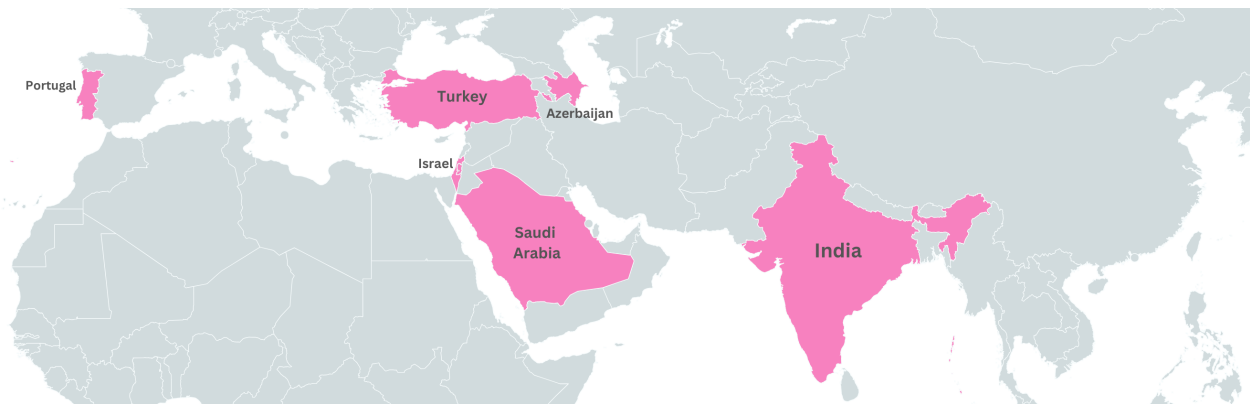 Portugal
Turkey
Azerbaijan
Israel
Saudi
Arabia
India